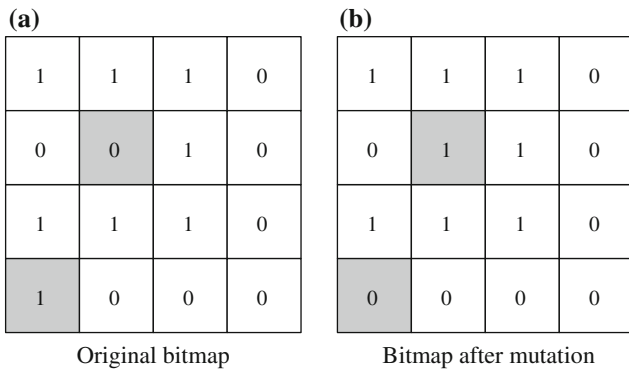 (a) (b)
1 1 1 0 1 1 1 0
0 0 1 0 0 1 1 0
1 1 1 0 1 1 1 0
1 0 0 0 0 0 0 0
Original bitmap Bitmap after mutation